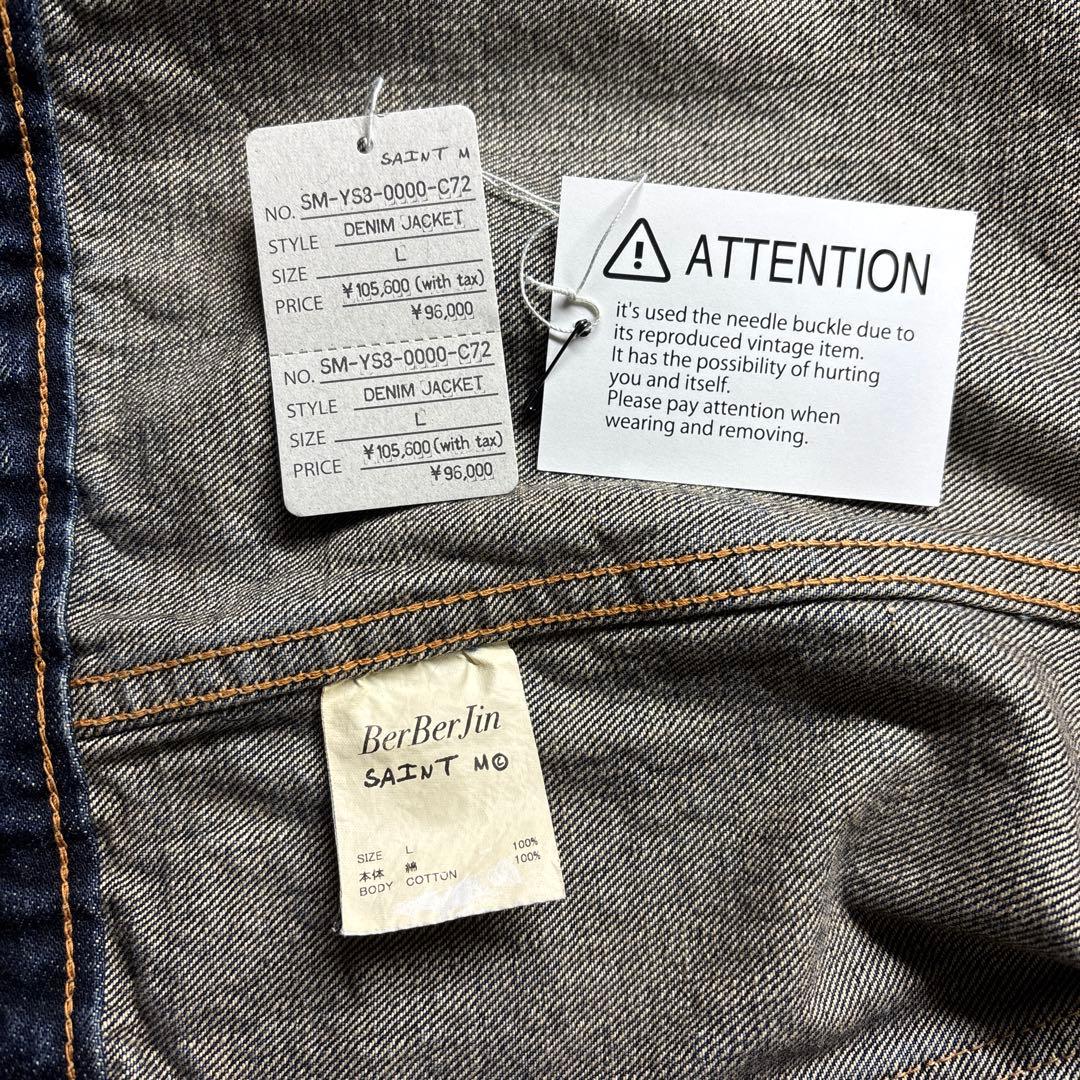 SAINT M
NO. SM-YS3-0000-C72
STYLE DENIM JACKET
SIZE L
PRICE ¥105,600 (with tax)
¥96,000
NO. SM-YS3-0000-C72
STYLE DENIM JACKET
SIZE L
PRICE ¥105,600 (with tax)
¥96,000
ATTENTION
it's used the needle buckle due to
its reproduced vintage item.
It has the possibility of hurting
you and itself.
Please pay attention when
wearing and removing.
BerBerJin
SAINT M©
SIZE L
本体 綿 100%
BODY COTTON 100%